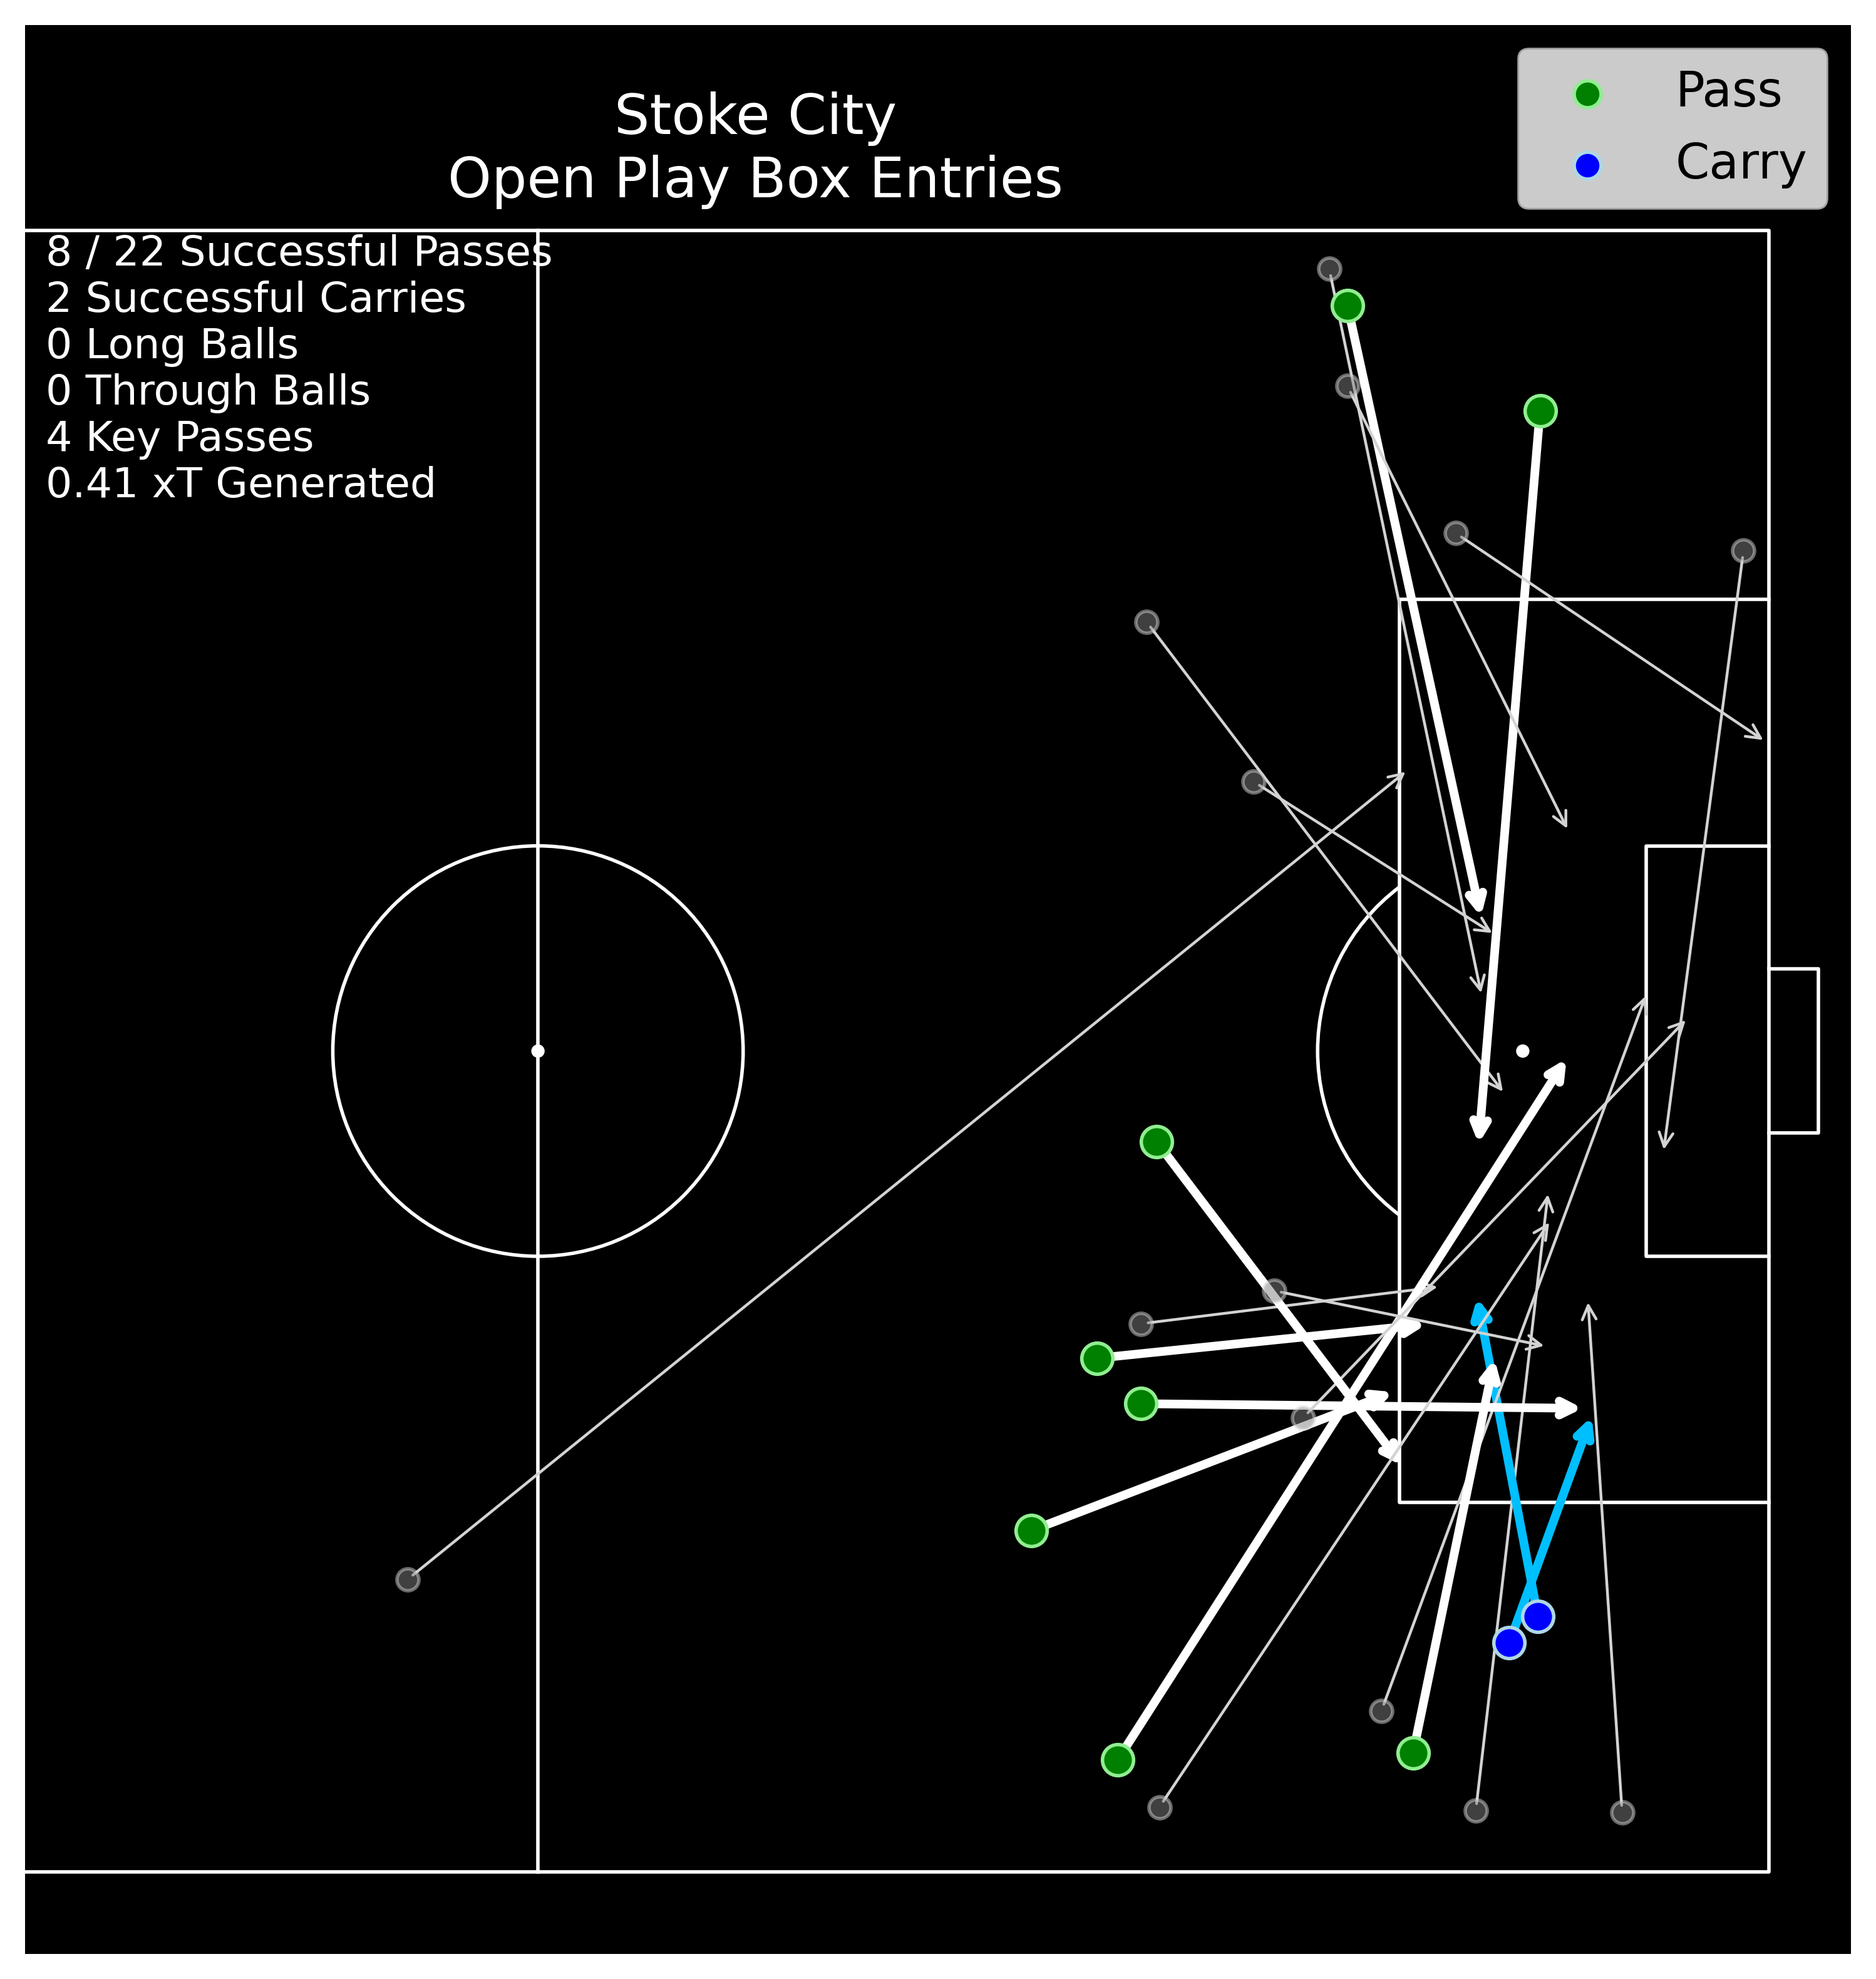 Stoke City
Open Play Box Entries
Pass
Carry
8 / 22 Successful Passes
2 Successful Carries
0 Long Balls
0 Through Balls
4 Key Passes
0.41 xT Generated